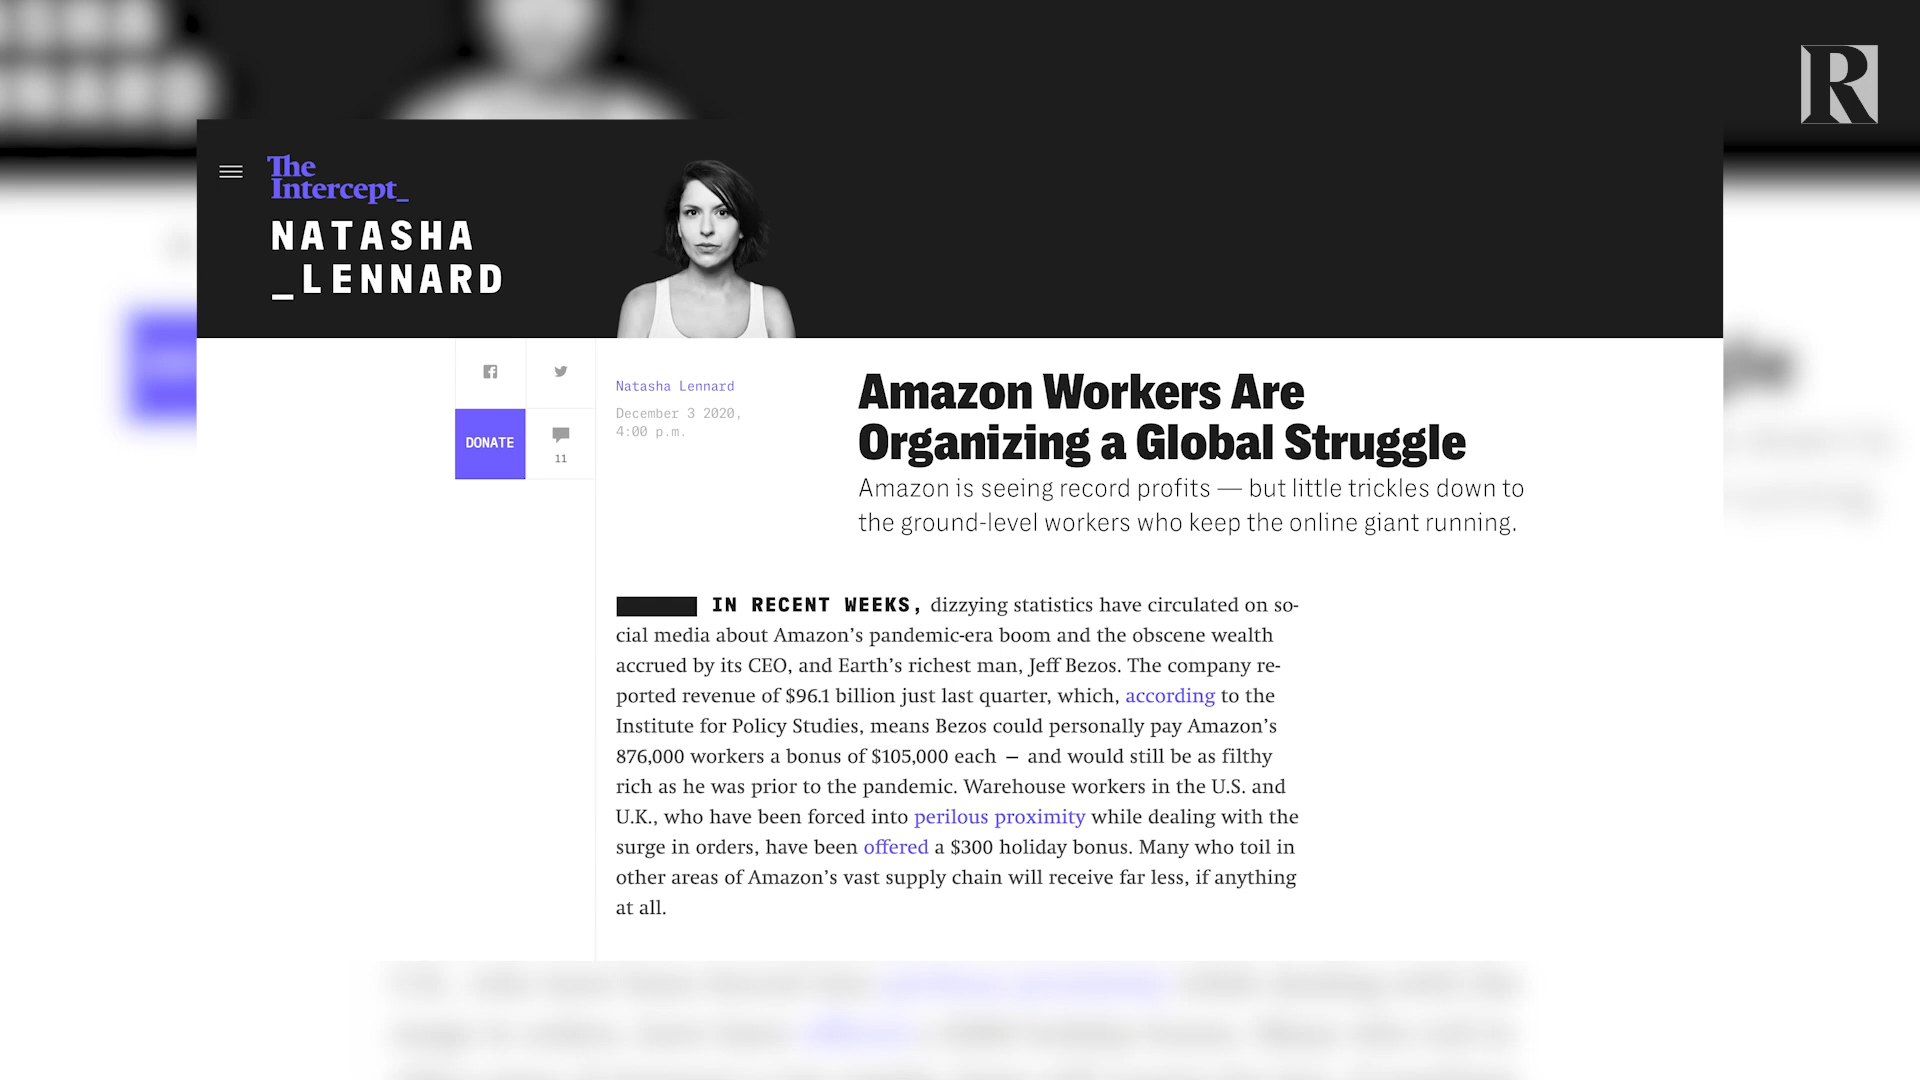 R
The
Intercept_
NATASHA
_LENNARD
Natasha Lennard
December 3 2020,
4:00 p.m.
DONATE
11
Amazon Workers Are
Organizing a Global Struggle
Amazon is seeing record profits — but little trickles down to
the ground-level workers who keep the online giant running.
IN RECENT WEEKS, dizzying statistics have circulated on so-
cial media about Amazon’s pandemic-era boom and the obscene wealth
accrued by its CEO, and Earth’s richest man, Jeff Bezos. The company re-
ported revenue of $96.1 billion just last quarter, which, according to the
Institute for Policy Studies, means Bezos could personally pay Amazon’s
876,000 workers a bonus of $105,000 each – and would still be as filthy
rich as he was prior to the pandemic. Warehouse workers in the U.S. and
U.K., who have been forced into perilous proximity while dealing with the
surge in orders, have been offered a $300 holiday bonus. Many who toil in
other areas of Amazon’s vast supply chain will receive far less, if anything
at all.